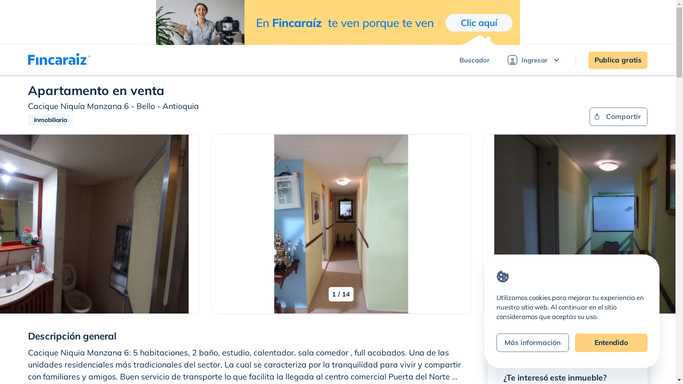 En Fincaraíz te ven porque te ven
Clic aquí
Fincaraiz
Buscador
Ingresar
Publica gratis
Apartamento en venta
Cacique Niquía Manzana 6 - Bello - Antioquia
Inmobiliaria
Compartir
1 / 14
Utilizamos cookies para mejorar tu experiencia en
nuestro sitio web. Al continuar en el sitio
consideramos que aceptas su uso.
Más información
Entendido
Descripción general
Cacique Niquia Manzana 6: 5 habitaciones, 2 baño, estudio, calentador, sala comedor , full acabados. Una de las
unidades residenciales más tradicionales del sector. La cual se caracteriza por la tranquilidad para vivir y compartir
con familiares y amigos. Buen servicio de transporte lo que facilita la llegada al centro comercial Puerta del Norte ...
¿Te interesó este inmueble?